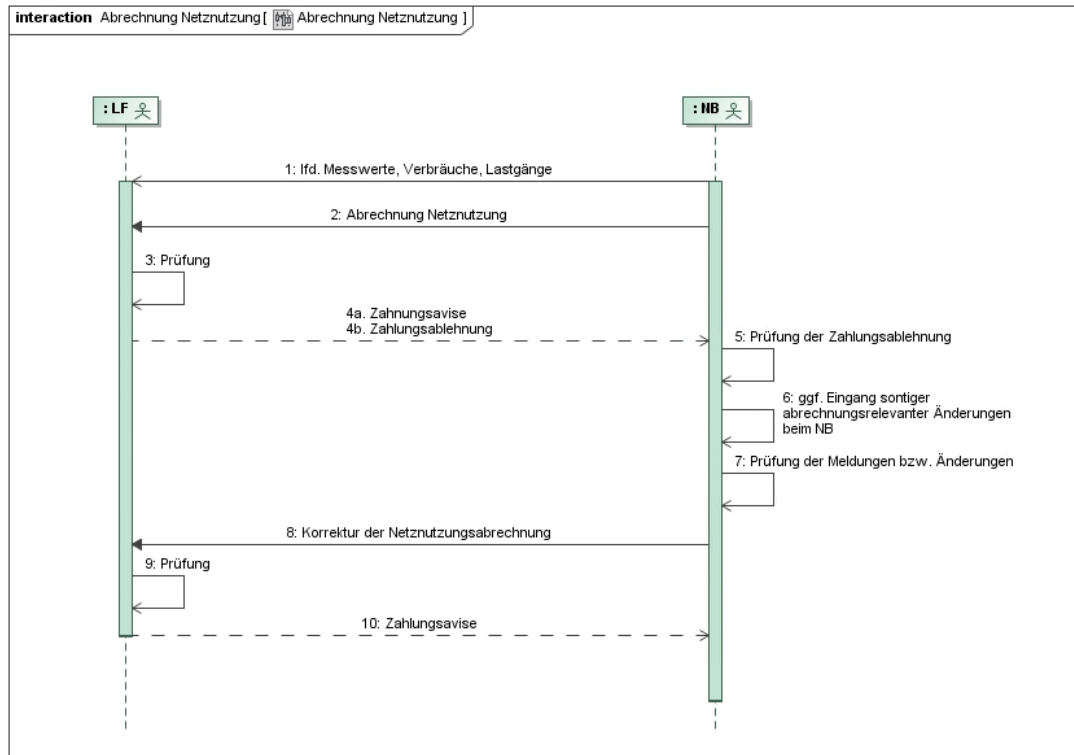 interaction Abrechnung Netznutzung [ Abrechnung Netznutzung ]
: LF
: NB
1: lfd. Messwerte, Verbräuche, Lastgänge
2: Abrechnung Netznutzung
3: Prüfung
4a. Zahnungsavise
4b. Zahlungsablehnung
5: Prüfung der Zahlungsablehnung
6: ggf. Eingang sontiger
abrechnungsrelevanter Änderungen
beim NB
7: Prüfung der Meldungen bzw. Änderungen
8: Korrektur der Netznutzungsabrechnung
9: Prüfung
10: Zahlungsavise